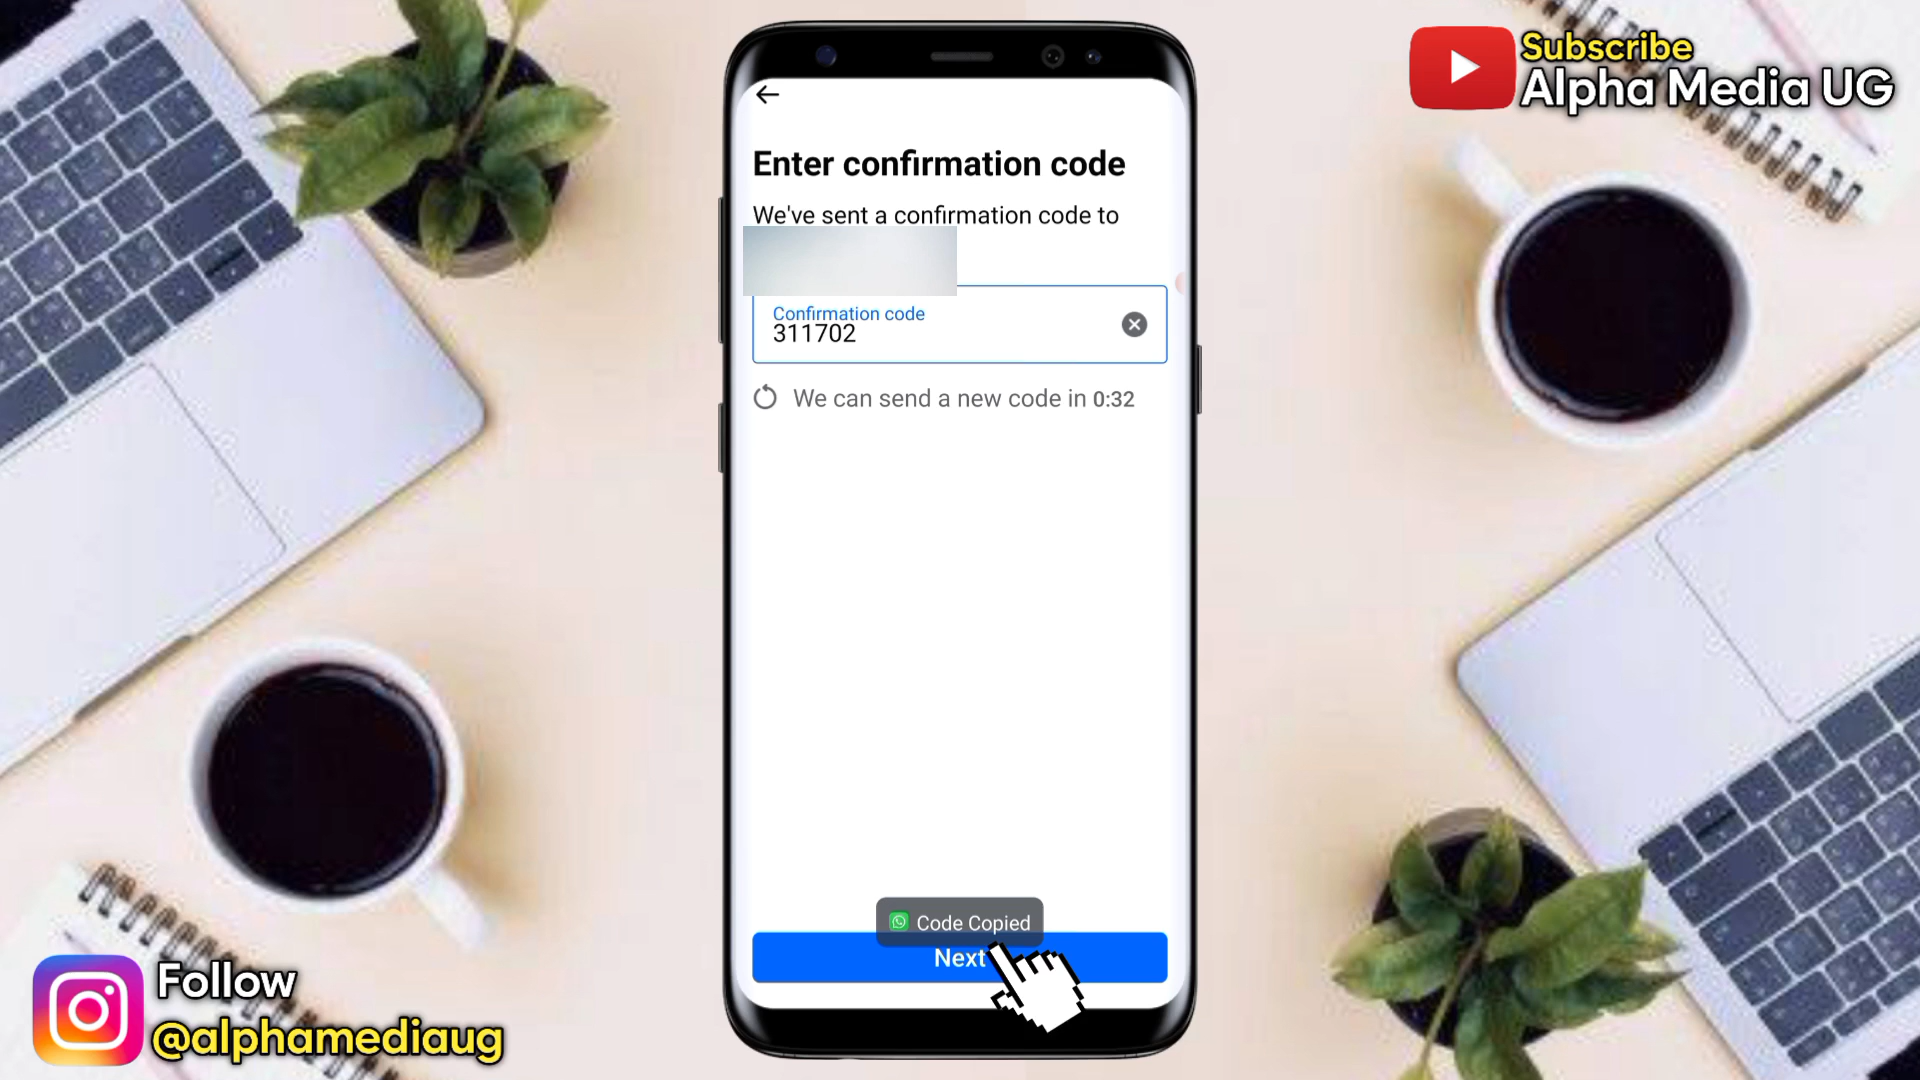 Subscribe
Alpha Media UG
Enter confirmation code
We've sent a confirmation code to
Confirmation code
311702
We can send a new code in 0:32
Code Copied
Next
Follow
@alphamediaug